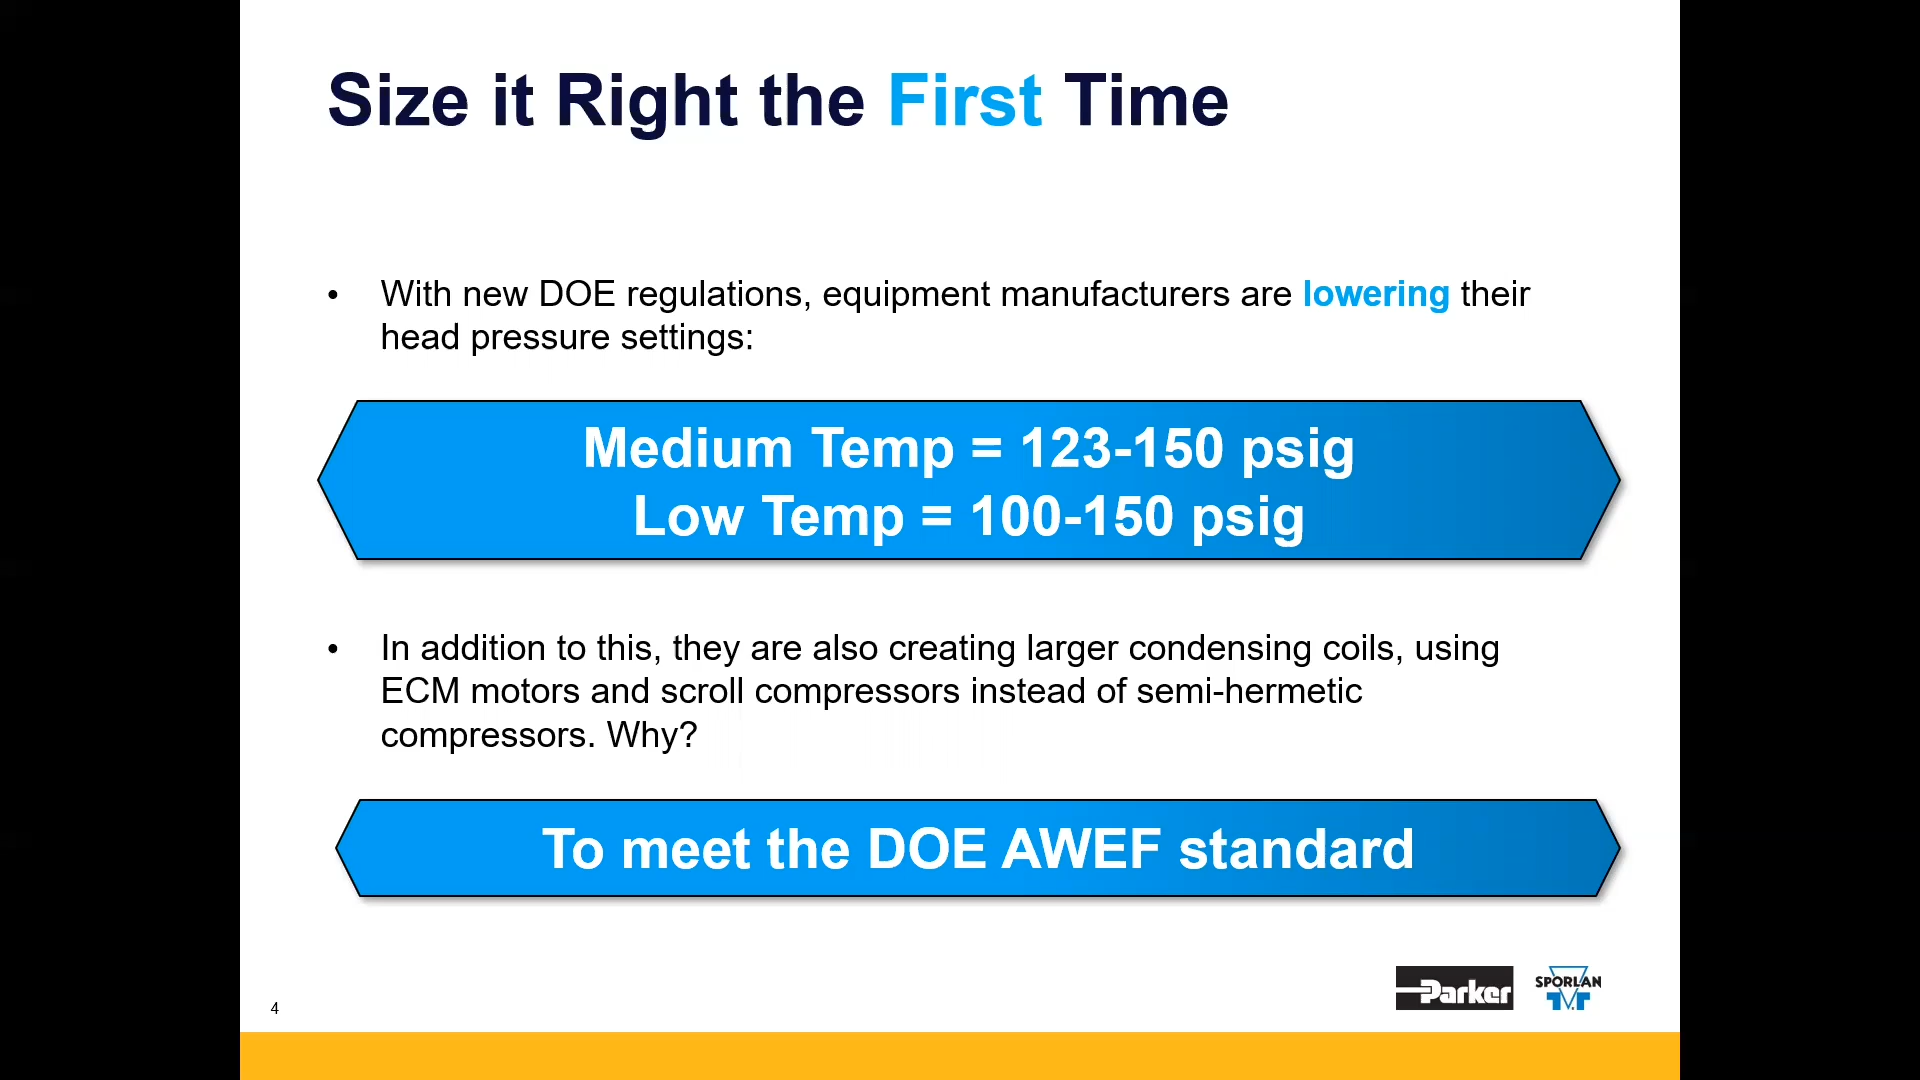 Size it Right the First Time
• With new DOE regulations, equipment manufacturers are lowering their
head pressure settings:
Medium Temp = 123-150 psig
Low Temp = 100-150 psig
• In addition to this, they are also creating larger condensing coils, using
ECM motors and scroll compressors instead of semi-hermetic
compressors. Why?
To meet the DOE AWEF standard
Parker
SPORLAN
4